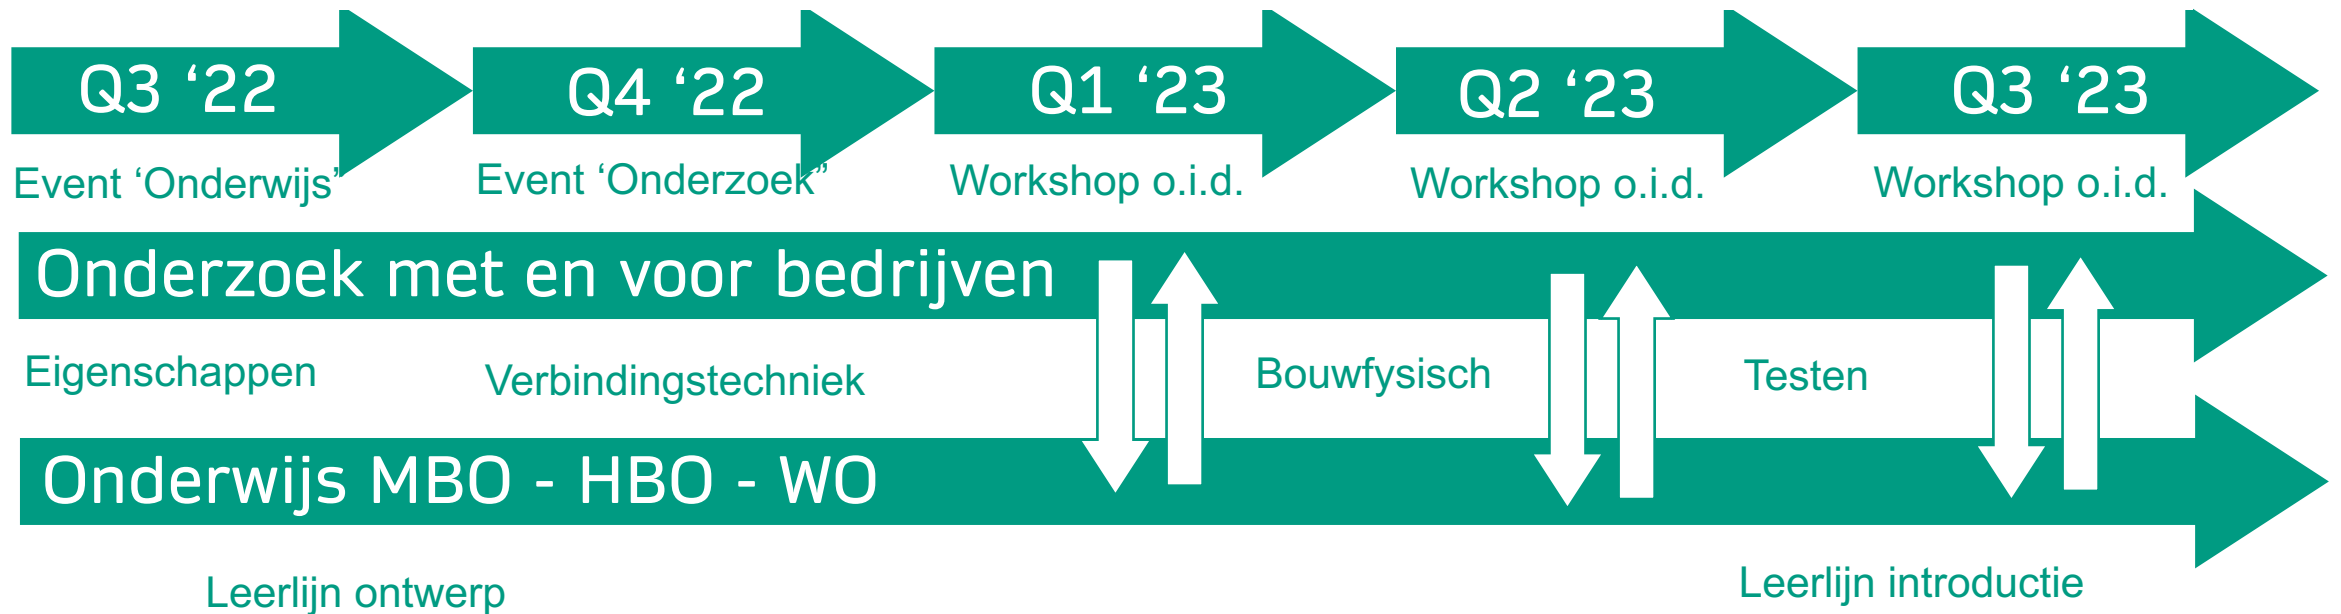 Q3 ‘22
Q4 ‘22
Q1 ‘23
Q2 ‘23
Q3 ‘23
Event ‘Onderwijs’
Event ‘Onderzoek”
Workshop o.i.d.
Workshop o.i.d.
Workshop o.i.d.
Onderzoek met en voor bedrijven
Eigenschappen
Verbindingstechniek
Bouwfysisch
Testen
Onderwijs MBO - HBO - WO
Leerlijn ontwerp
Leerlijn introductie